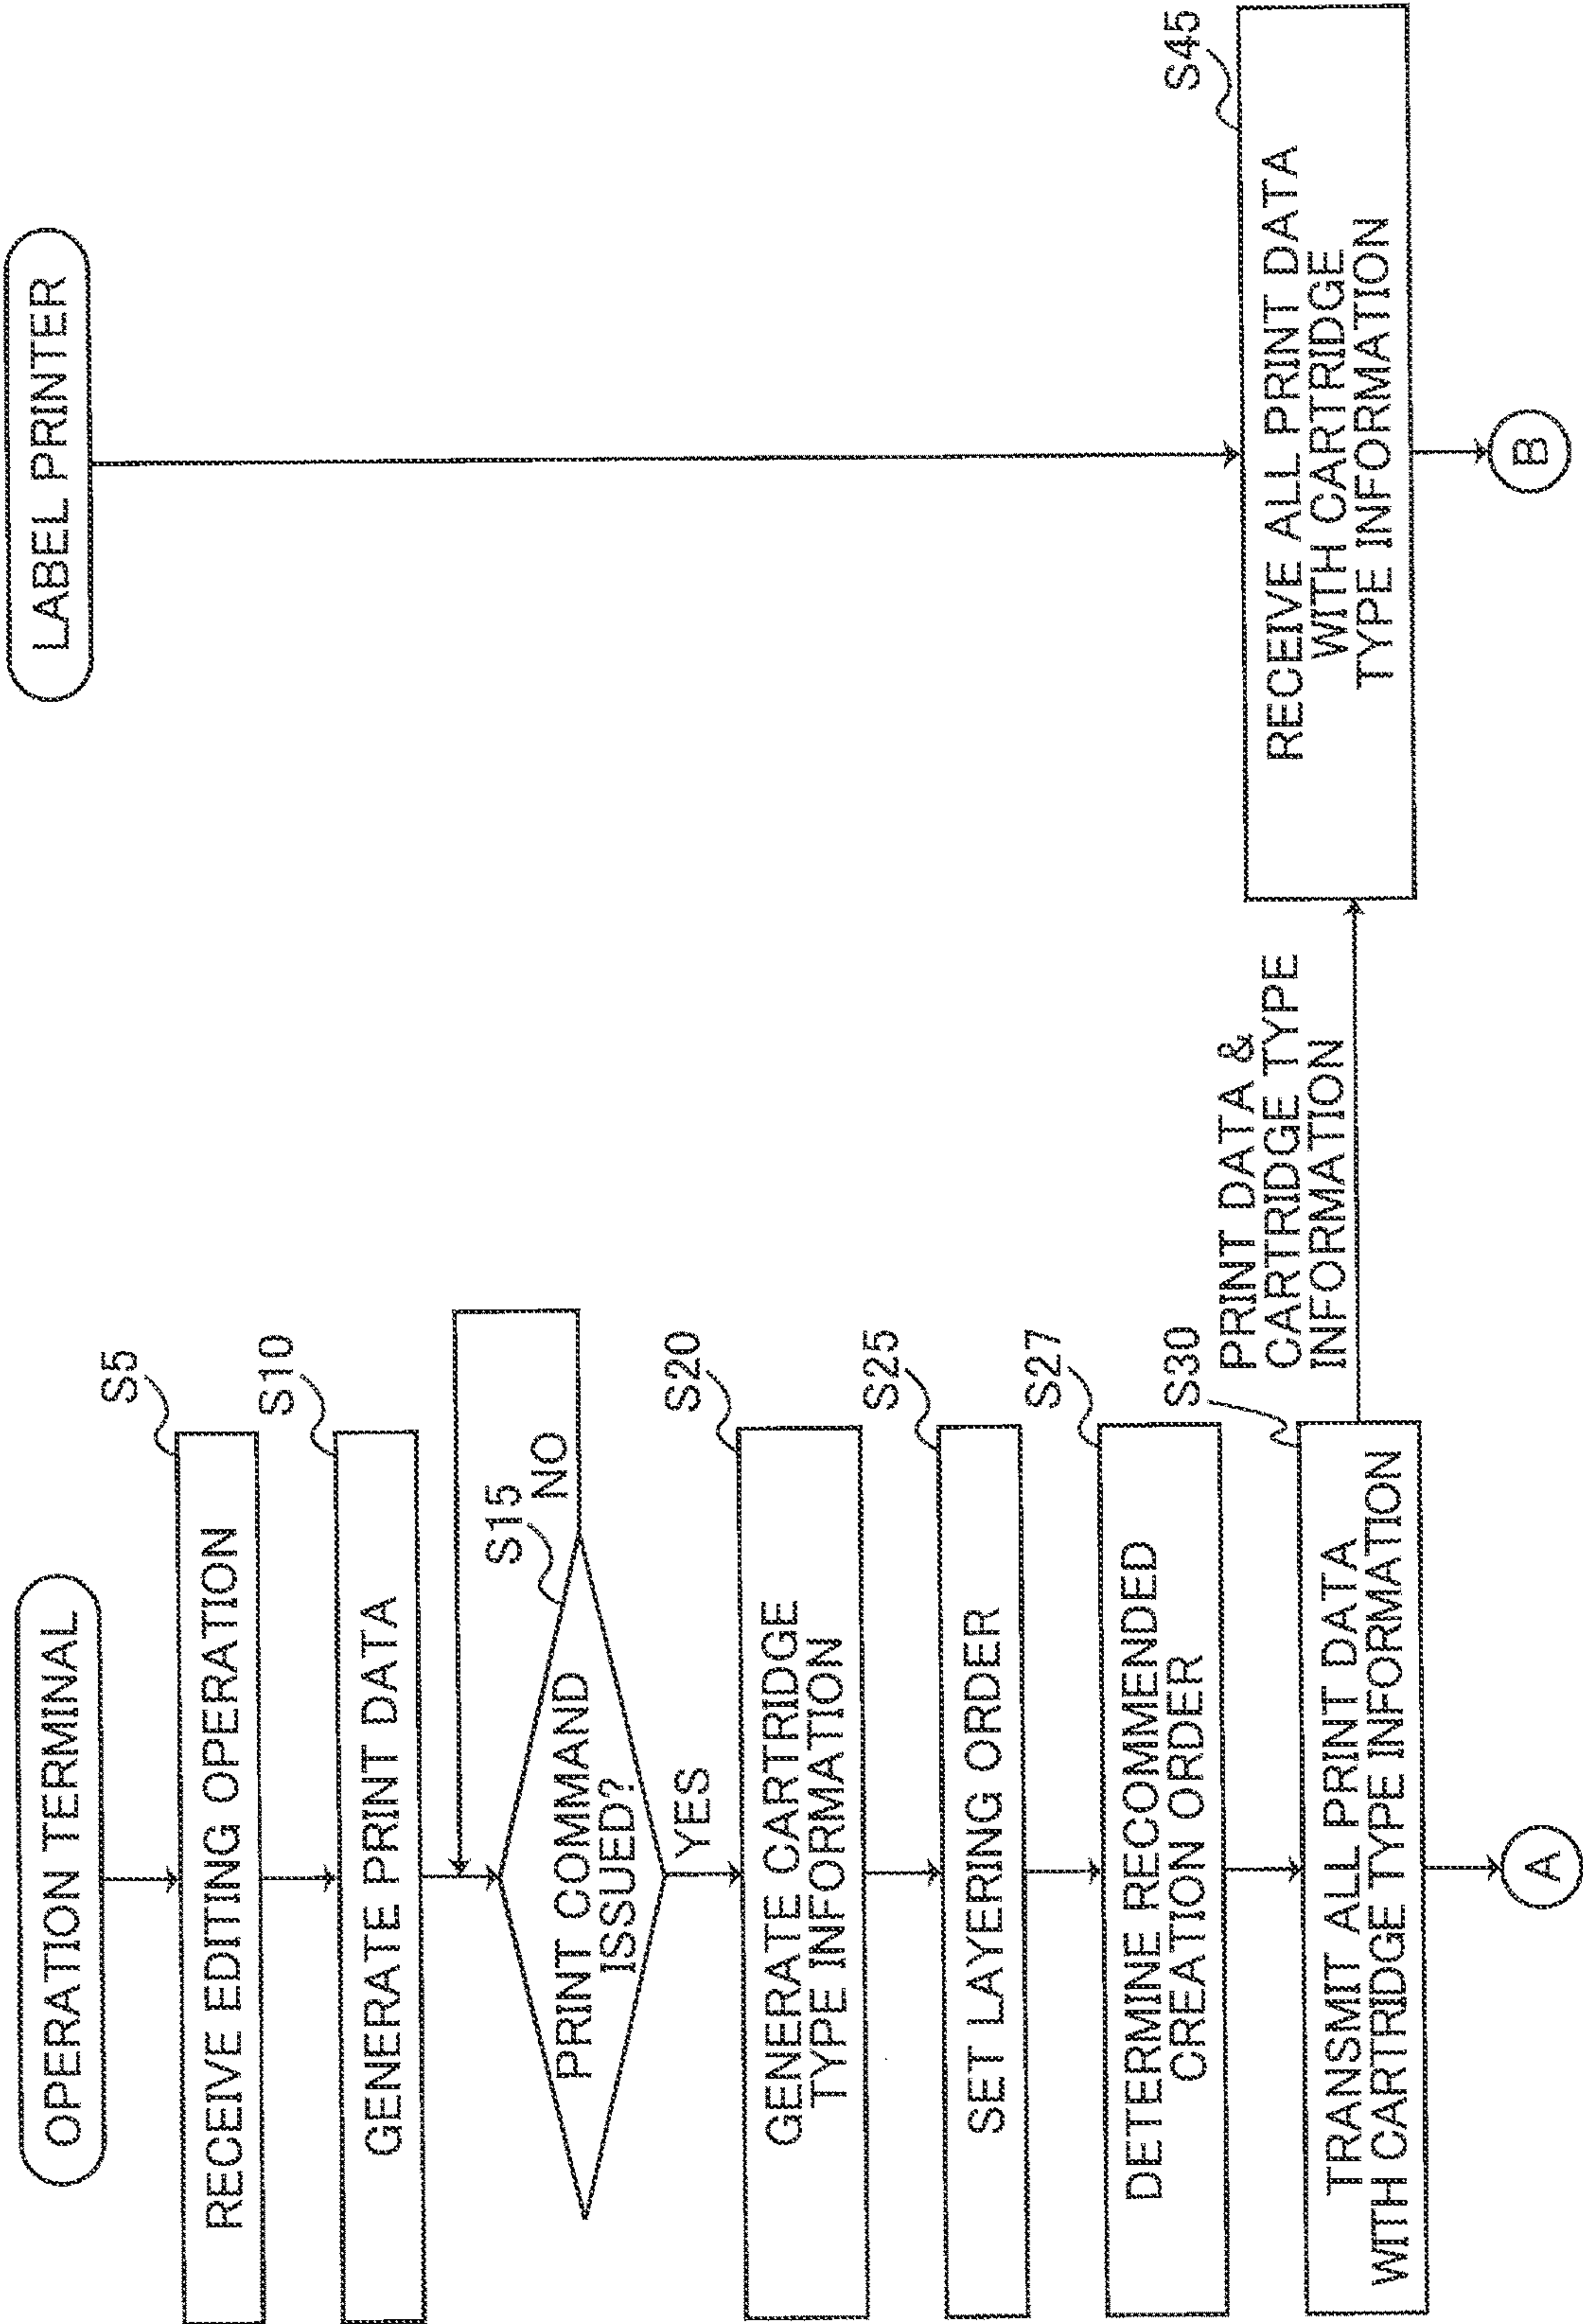 OPERATION TERMINAL
S5
RECEIVE EDITING OPERATION
S10
GENERATE PRINT DATA
S15
NO
PRINT COMMAND
ISSUED?
YES
S20
GENERATE CARTRIDGE
TYPE INFORMATION
S25
SET LAYERING ORDER
S27
DETERMINE RECOMMENDED
CREATION ORDER
S30
TRANSMIT ALL PRINT DATA
WITH CARTRIDGE TYPE INFORMATION
A
PRINT DATA &
CARTRIDGE TYPE
INFORMATION
LABEL PRINTER
S45
RECEIVE ALL PRINT DATA
WITH CARTRIDGE
TYPE INFORMATION
B